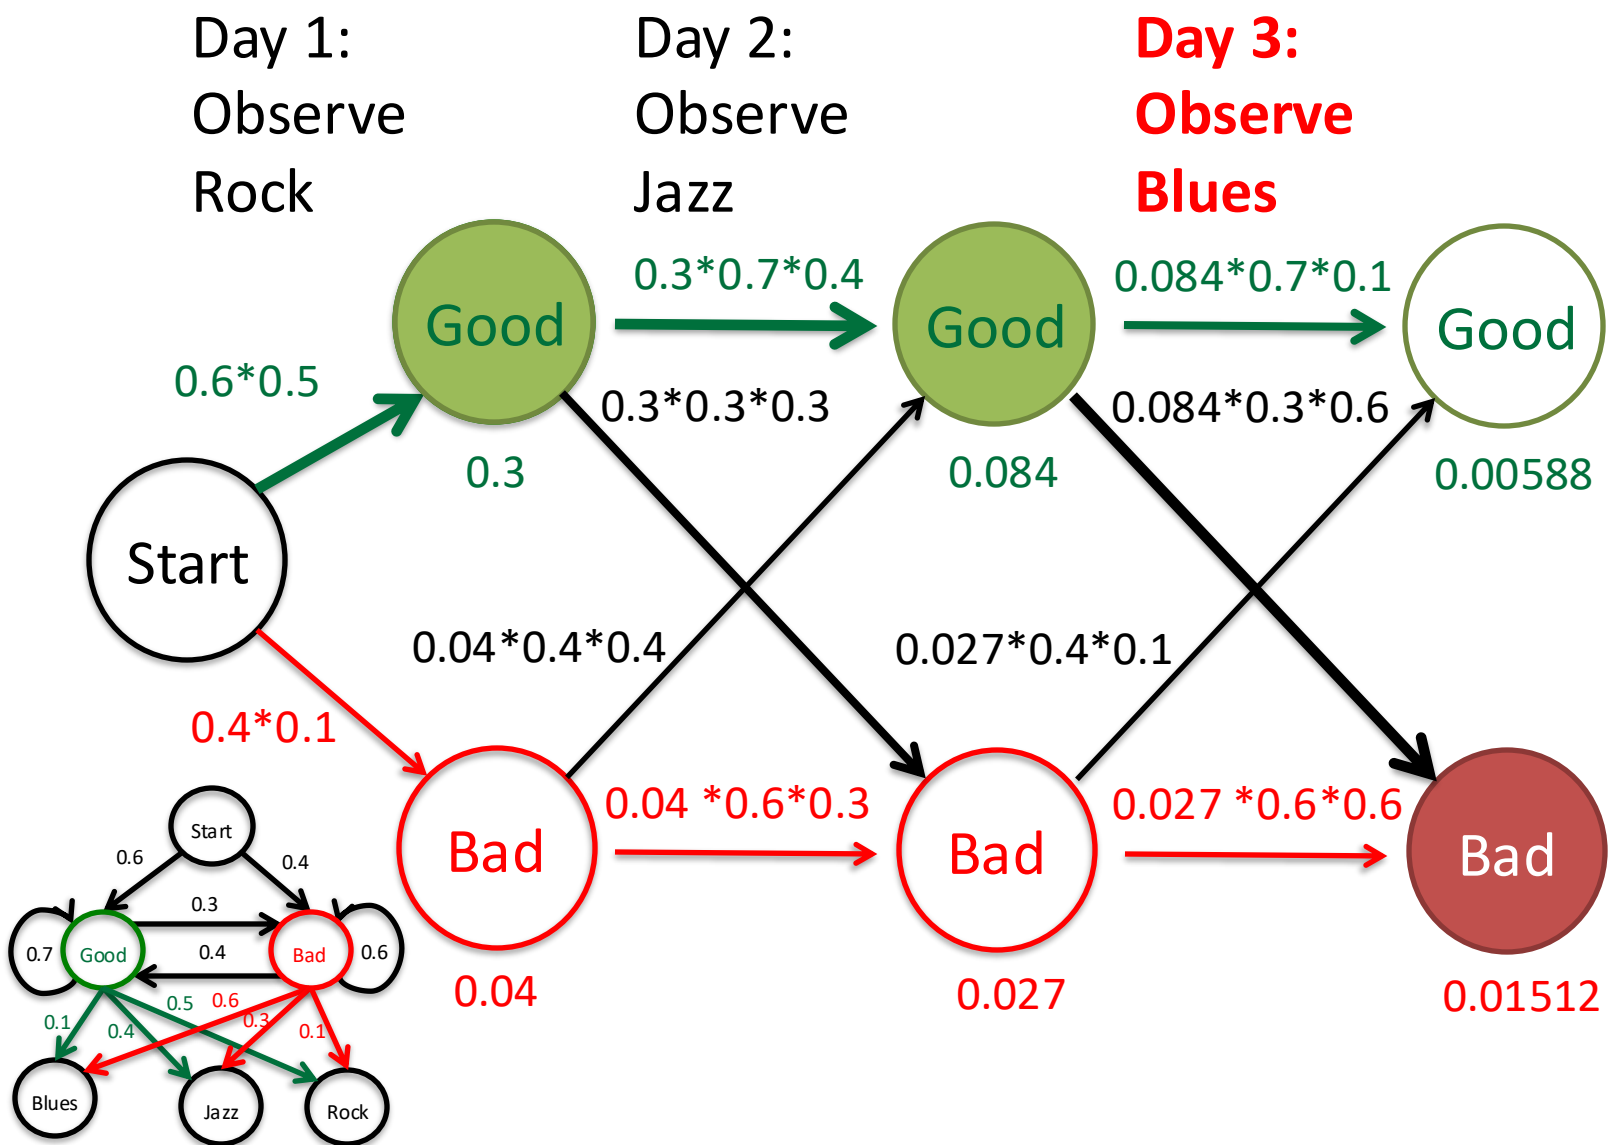 Day 1:
Observe
Rock
Day 2:
Observe
Jazz
Day 3:
Observe
Blues
0.3*0.7*0.4
0.084*0.7*0.1
Good
Good
Good
0.6*0.5
0.3*0.3*0.3
0.084*0.3*0.6
0.3
0.084
0.00588
Start
0.04*0.4*0.4
0.027*0.4*0.1
0.4*0.1
0.04 *0.6*0.3
0.027 *0.6*0.6
Bad
Bad
Bad
0.04
0.027
0.01512
Start
0.6
0.4
0.3
0.7
Good
0.4
Bad
0.6
0.5
0.6
0.1
0.4
0.3
0.1
Blues
Jazz
Rock